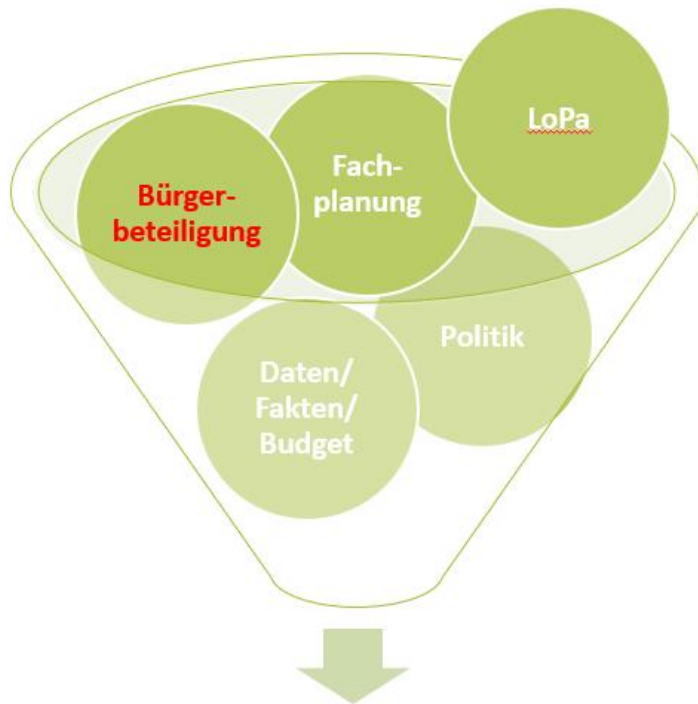 LoPa
Fach-
planung
Bürger-
beteiligung
Politik
Daten/
Fakten/
Budget